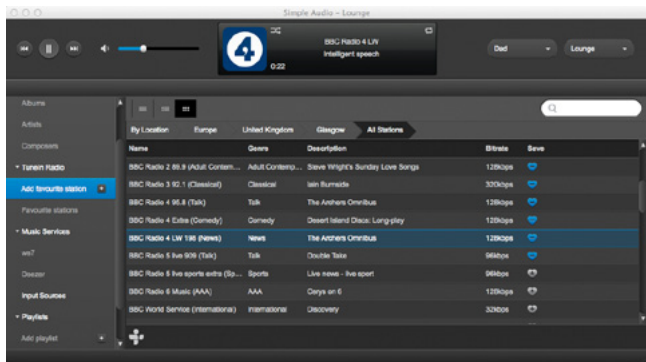 Simple Audio – Lounge
4
BBC Radio 4 LW
Intelligent speech
0:22
Dad
Lounge
Albums
Artists
Composers
TuneIn Radio
Add favourite station
Favourite stations
Music Services
we7
Deezer
Input Sources
Playlists
Add playlist
By Location Europe United Kingdom Glasgow All Stations
Name Genre Description Bitrate Save
BBC Radio 2 88.9 (Adult Contem... Adult Contemp... Steve Wright's Sunday Love Songs 128kbps
BBC Radio 3 92.1 (Classical) Classical Iain Burnside 320kbps
BBC Radio 4 95.8 (Talk) Talk The Archers Omnibus 128kbps
BBC Radio 4 Extra (Comedy) Comedy Desert Island Discs: Long-play 128kbps
BBC Radio 4 LW 198 (News) News The Archers Omnibus 128kbps
BBC Radio 5 live 909 (Talk) Talk Double Take 96kbps
BBC Radio 5 live sports extra (Sp... Sports Live news - live sport 96kbps
BBC Radio 6 Music (AAA) AAA Cerys on 6 128kbps
BBC World Service (International) International Discovery 32kbps